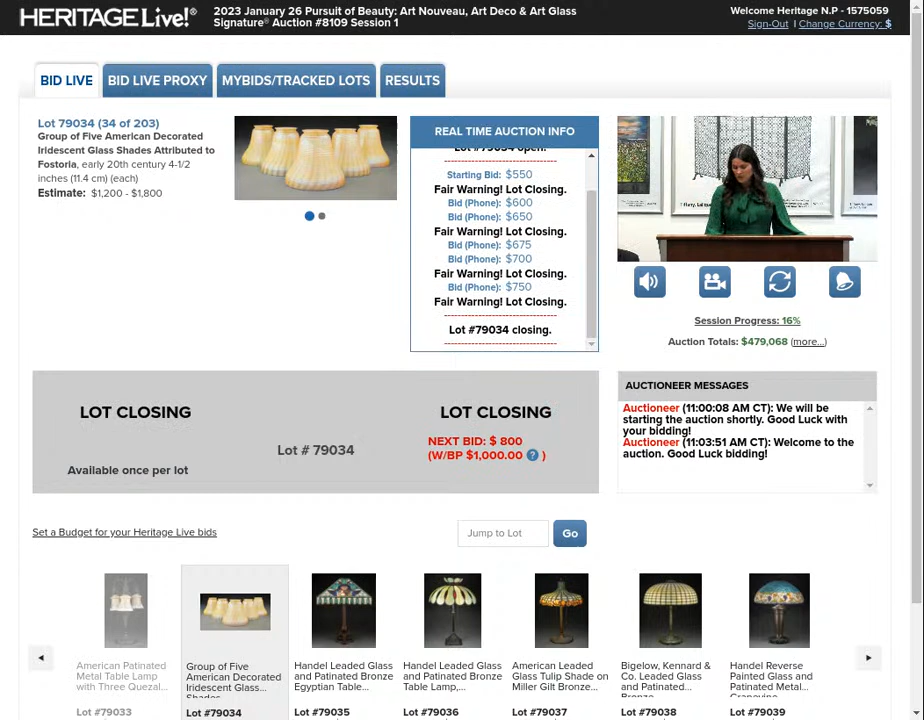 HERITAGE Live!®
2023 January 26 Pursuit of Beauty: Art Nouveau, Art Deco & Art Glass
Signature® Auction #8109 Session 1
Welcome Heritage N.P - 1575059
Sign-Out | Change Currency: $
BID LIVE
BID LIVE PROXY
MYBIDS/TRACKED LOTS
RESULTS
Lot 79034 (34 of 203)
Group of Five American Decorated
Iridescent Glass Shades Attributed to
Fostoria, early 20th century 4-1/2
inches (11.4 cm) (each)
Estimate: $1,200 - $1,800
REAL TIME AUCTION INFO
Lot #79034 open.
Starting Bid: $550
Fair Warning! Lot Closing.
Bid (Phone): $600
Bid (Phone): $650
Fair Warning! Lot Closing.
Bid (Phone): $675
Bid (Phone): $700
Fair Warning! Lot Closing.
Bid (Phone): $750
Fair Warning! Lot Closing.
Lot #79034 closing.
Session Progress: 16%
Auction Totals: $479,068 (more...)
LOT CLOSING
Available once per lot
Lot # 79034
LOT CLOSING
NEXT BID: $ 800
(W/BP $1,000.00 ? )
AUCTIONEER MESSAGES
Auctioneer (11:00:08 AM CT): We will be
starting the auction shortly. Good Luck with
your bidding!
Auctioneer (11:03:51 AM CT): Welcome to the
auction. Good Luck bidding!
Set a Budget for your Heritage Live bids
Jump to Lot
Go
American Patinated
Metal Table Lamp
with Three Quezal...
Lot #79033
Group of Five
American Decorated
Iridescent Glass...
Shades
Lot #79034
Handel Leaded Glass
and Patinated Bronze
Egyptian Table...
Lot #79035
Handel Leaded Glass
and Patinated Bronze
Table Lamp,...
Lot #79036
American Leaded
Glass Tulip Shade on
Miller Gilt Bronze...
Lot #79037
Bigelow, Kennard &
Co. Leaded Glass
and Patinated...
Bronze
Lot #79038
Handel Reverse
Painted Glass and
Patinated Metal...
Egyptian
Lot #79039